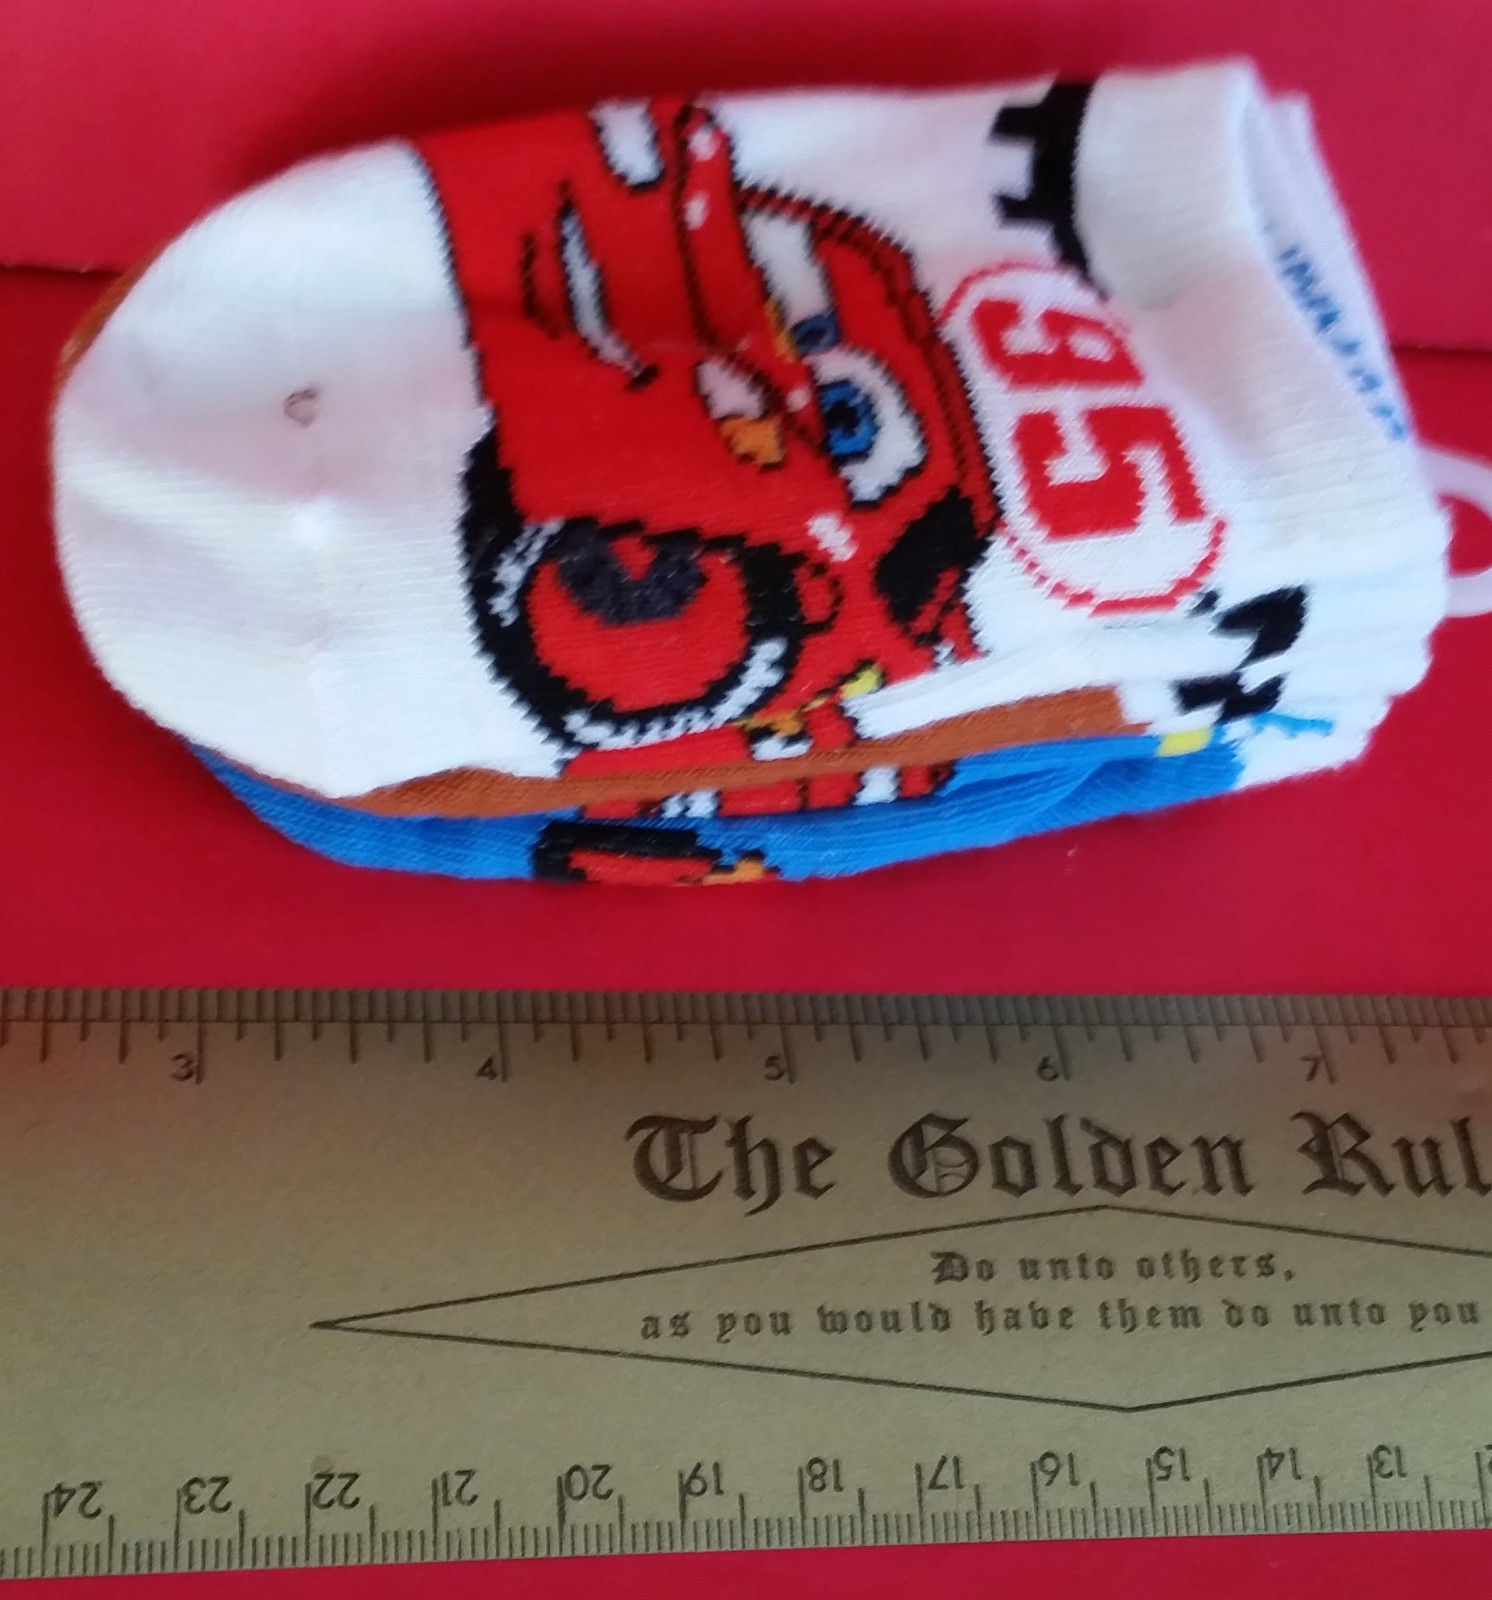 95
3 4 5 6 7
The Golden Rul
Do unto others,
as you would have them do unto you
24 23 22 21 20 19 18 17 16 15 14 13